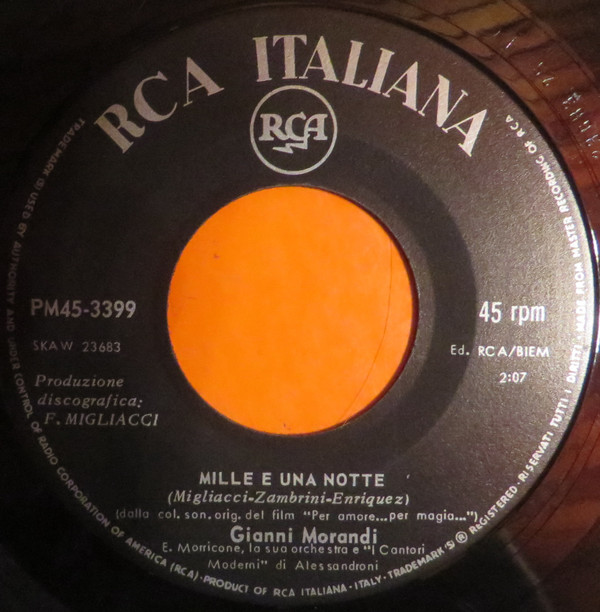 RCA ITALIANA
RCA
PM45-3399
SKAW 23683
Produzione
discografica:
F. MIGLIACCI
45 rpm
Ed. RCA/BIEM
2:07
MILLE E UNA NOTTE
(Migliacci-Zambrini-Enriquez)
(dalla col. son. orig. del film "Per amore...per magia...")
Gianni Morandi
E. Morricone, la sua orchestra e "I Cantori
Moderni" di Alessandroni
TRADEMARK (S) USED BY AUTHORITY AND UNDER CONTROL OF RADIO CORPORATION OF AMERICA (RCA) - PRODUCT OF RCA ITALIANA - ITALY - TRADEMARK (S) ® REGISTERED - RISERVATI TUTTI I DIRITTI - MADE FROM MASTER RECORDING OF RCA